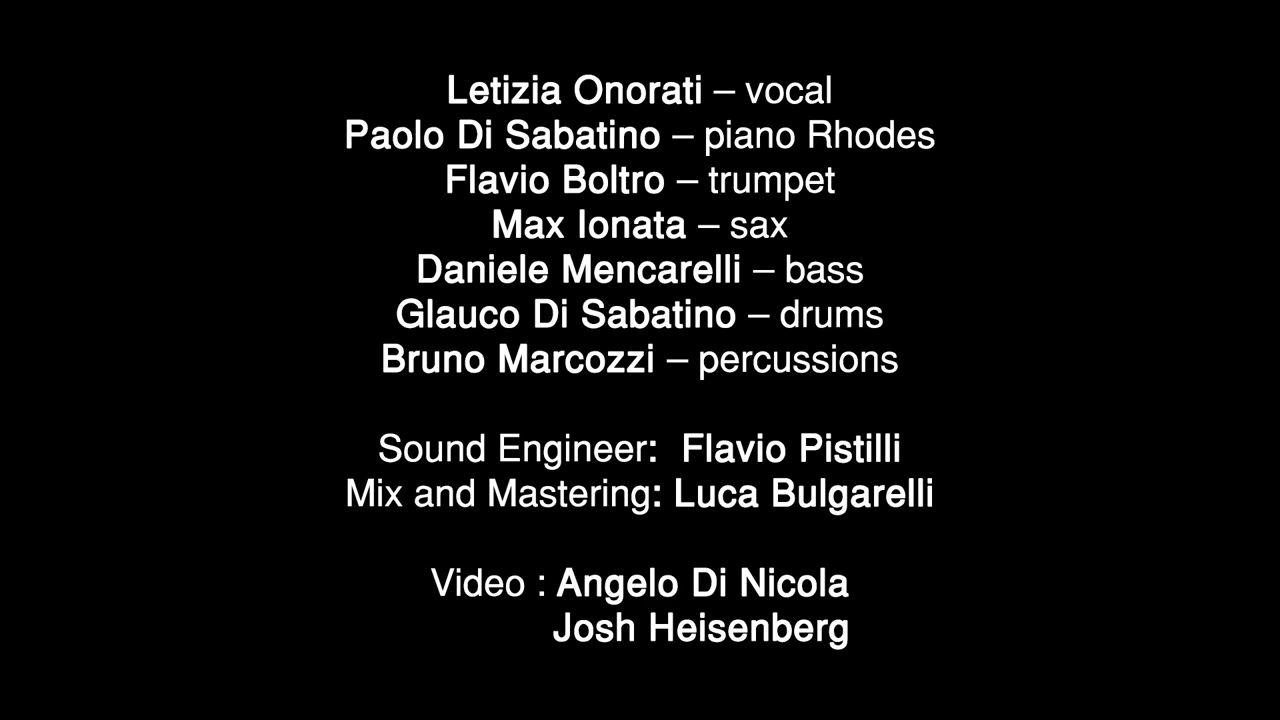 Letizia Onorati – vocal
Paolo Di Sabatino – piano Rhodes
Flavio Boltro – trumpet
Max Ionata – sax
Daniele Mencarelli – bass
Glauco Di Sabatino – drums
Bruno Marcozzi – percussions
Sound Engineer:  Flavio Pistilli
Mix and Mastering: Luca Bulgarelli
Video : Angelo Di Nicola
Josh Heisenberg